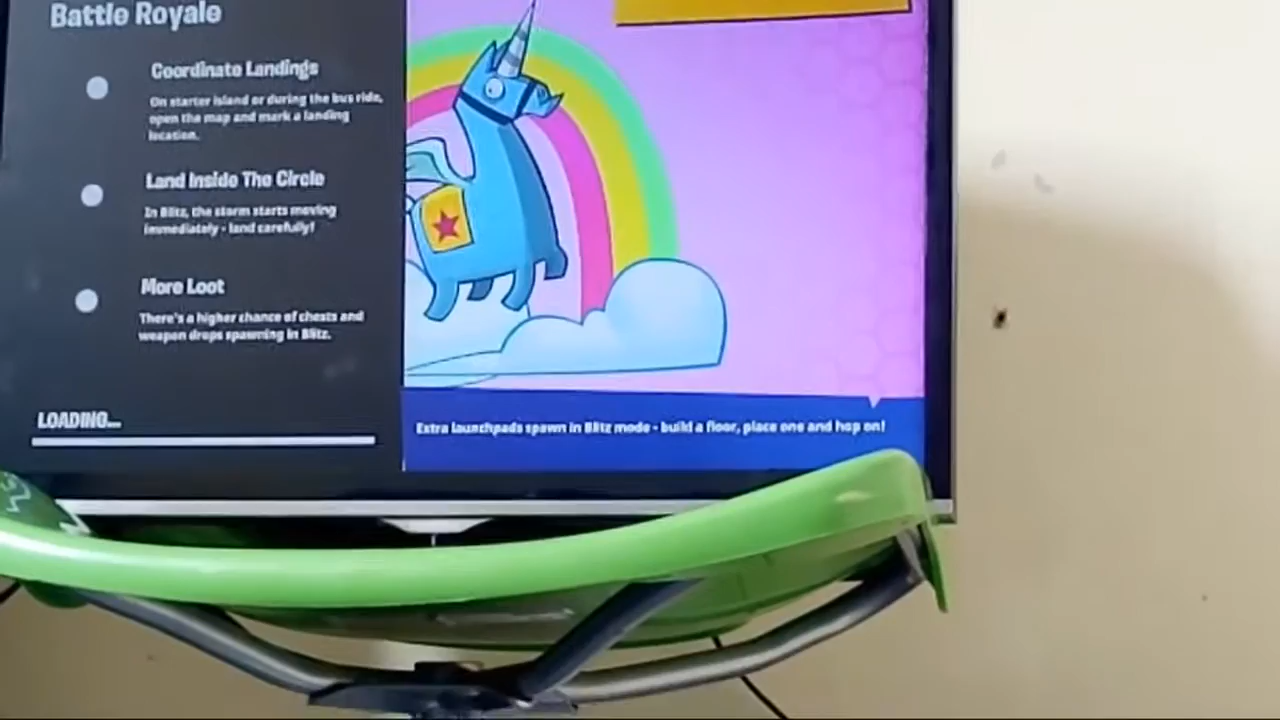 Battle Royale
Coordinate Landings
On starter island or during the bus ride,
open the map and mark a landing
location.
Land Inside The Circle
In Blitz, the storm starts moving
immediately - land carefully!
More Loot
There's a higher chance of chests and
weapon drops spawning in Blitz.
LOADING...
Extra launchpads spawn in Blitz mode - build a floor, place one and hop on!